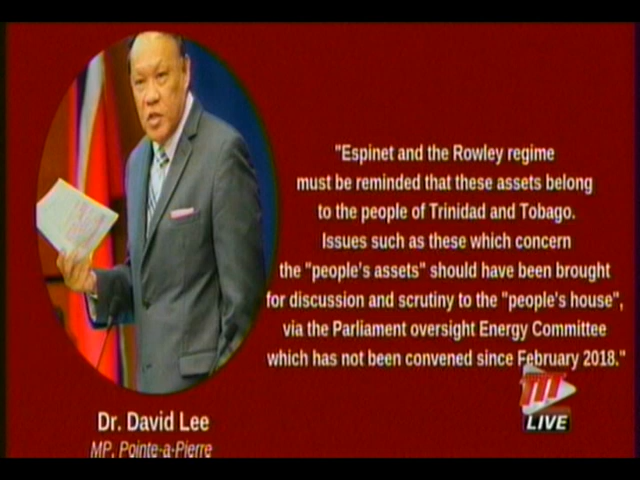 "Espinet and the Rowley regime
must be reminded that these assets belong
to the people of Trinidad and Tobago.
Issues such as these which concern
the "people's assets" should have been brought
for discussion and scrutiny to the "people's house",
via the Parliament oversight Energy Committee
which has not been convened since February 2018."
Dr. David Lee
MP, Pointe-a-Pierre
LIVE